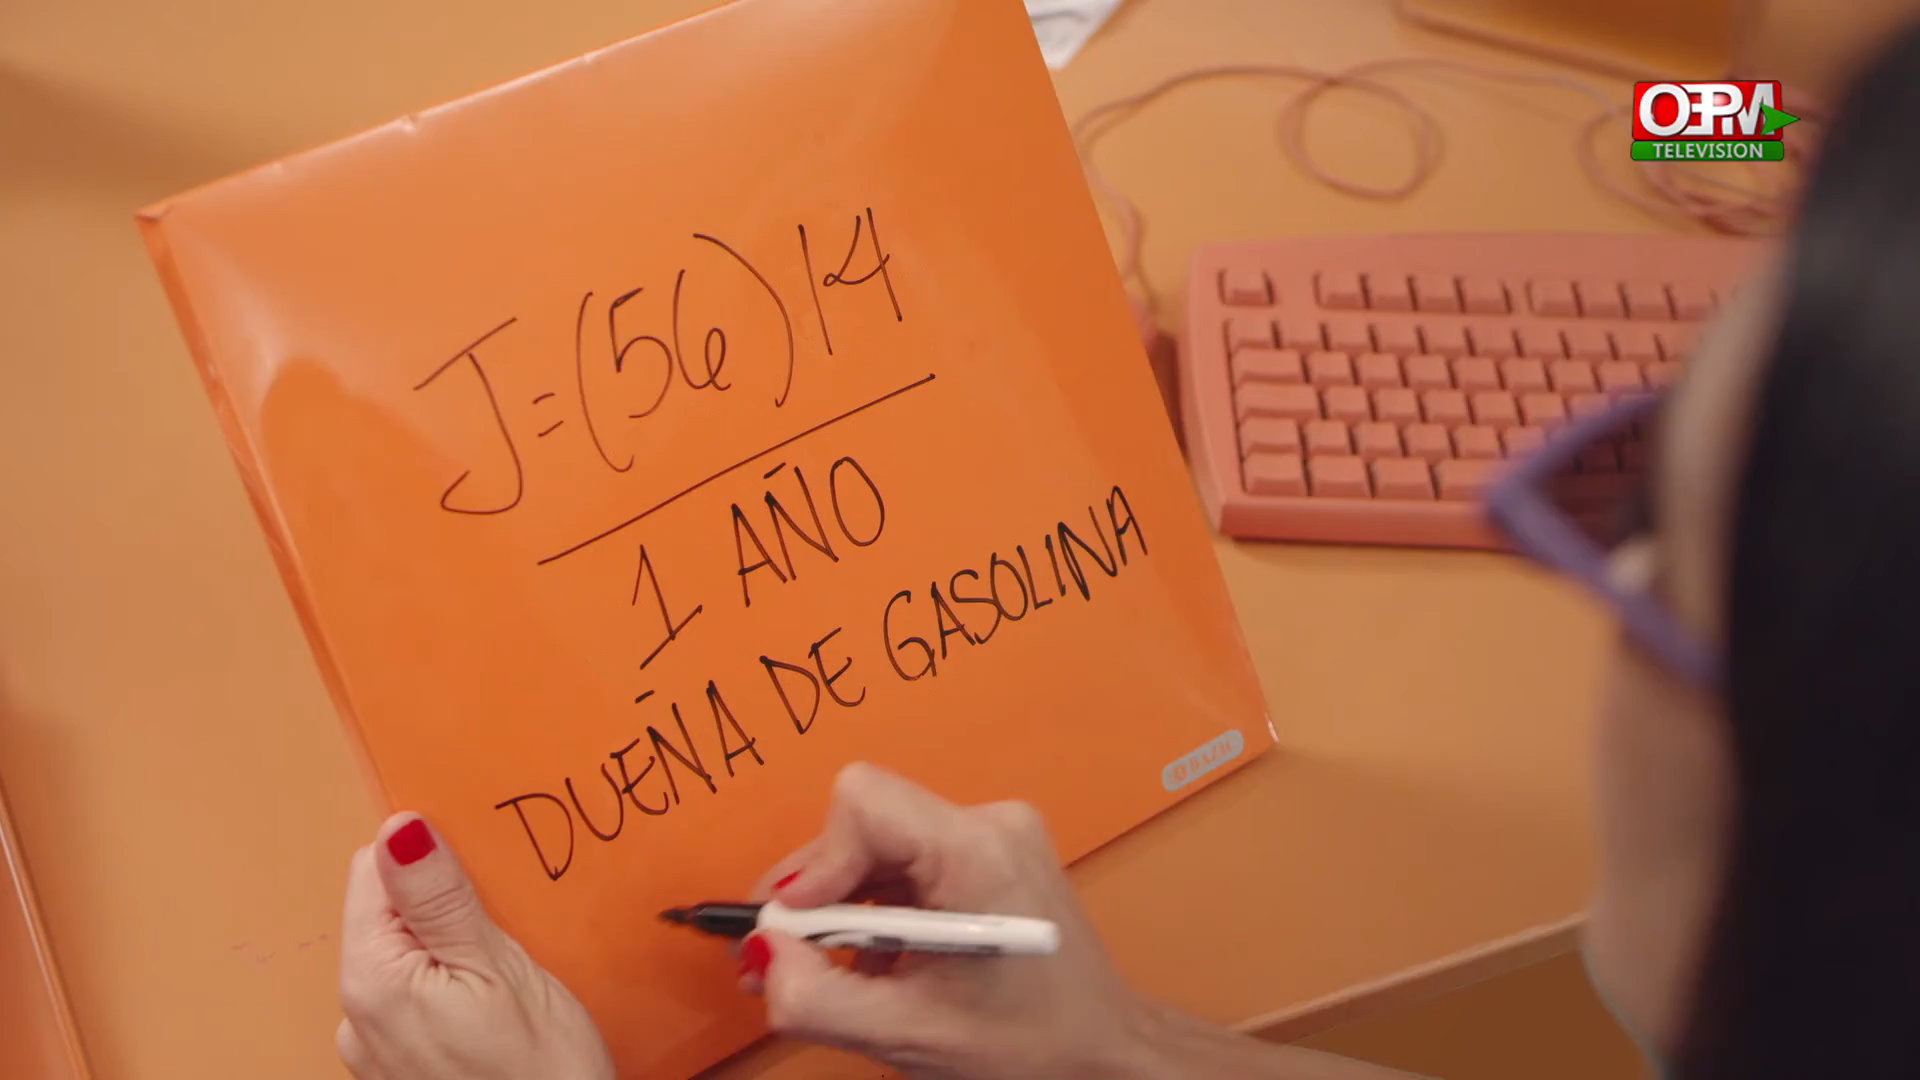 OEPM
TELEVISION
J=(56)14
1 AÑO
DUEÑA DE GASOLINA